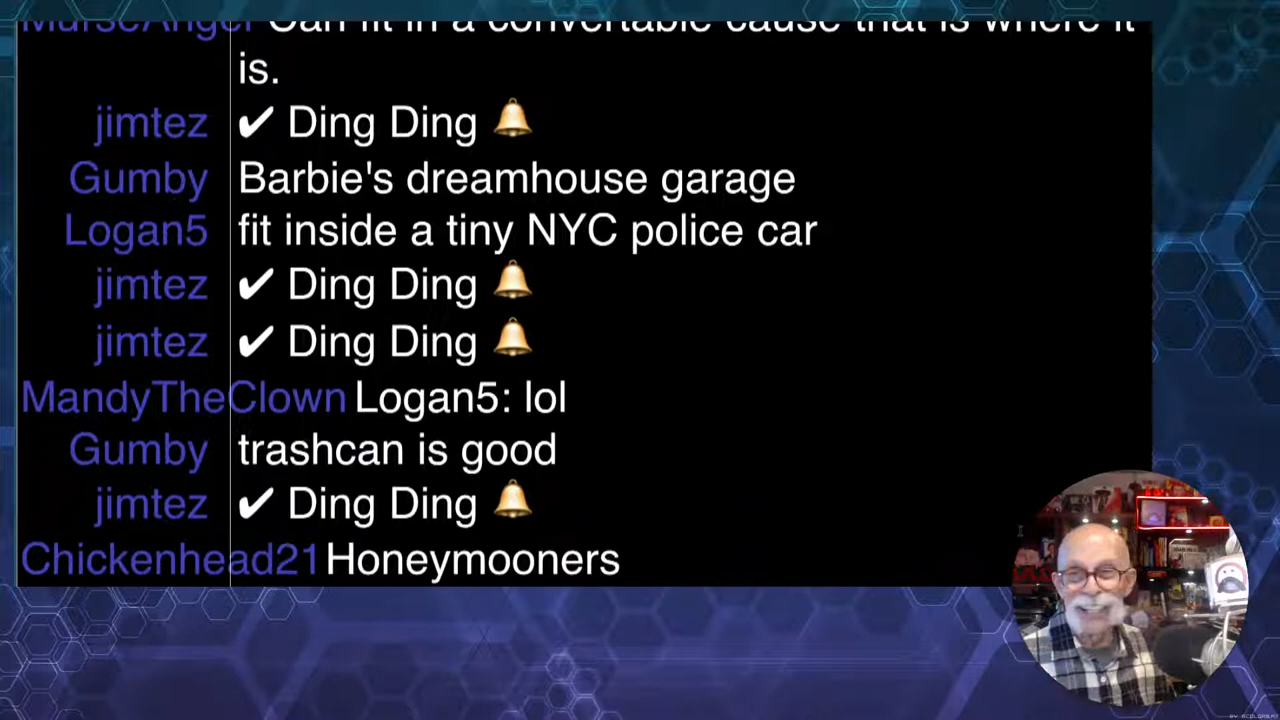 MurseAngel Can fit in a convertable cause that is where it
is.
jimtez ✔ Ding Ding 🔔
Gumby Barbie's dreamhouse garage
Logan5 fit inside a tiny NYC police car
jimtez ✔ Ding Ding 🔔
jimtez ✔ Ding Ding 🔔
MandyTheClown Logan5: lol
Gumby trashcan is good
jimtez ✔ Ding Ding 🔔
Chickenhead21 Honeymooners